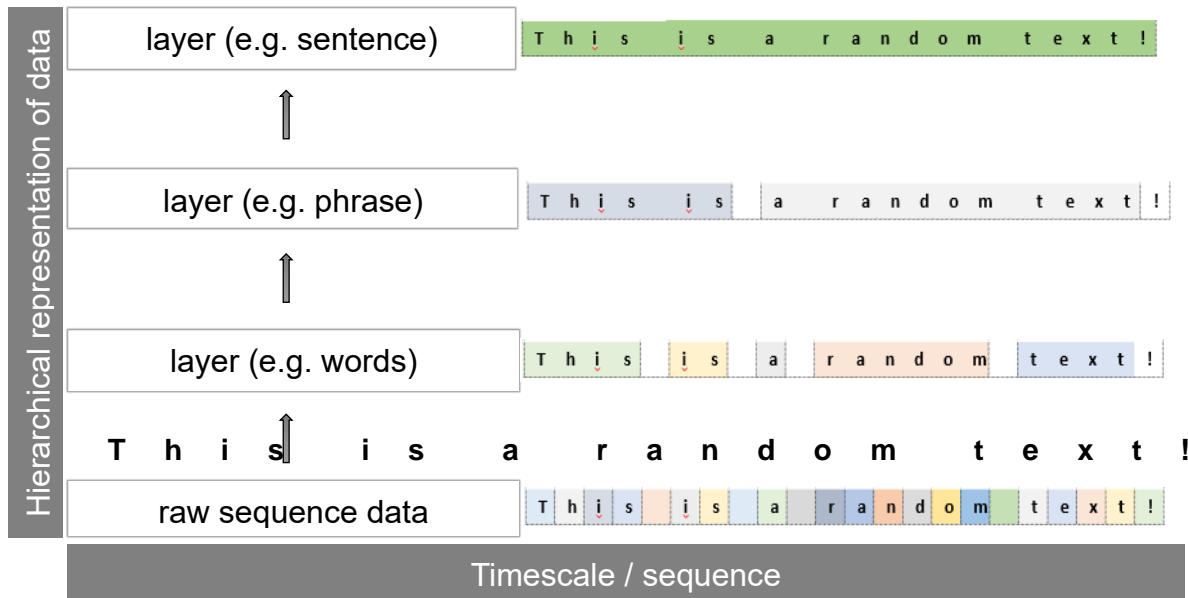 Hierarchical representation of data
layer (e.g. sentence)
This is a random text!
layer (e.g. phrase)
This is a random text!
layer (e.g. words)
This is a random text!
This is a random text!
raw sequence data
This is a random text!
Timescale / sequence